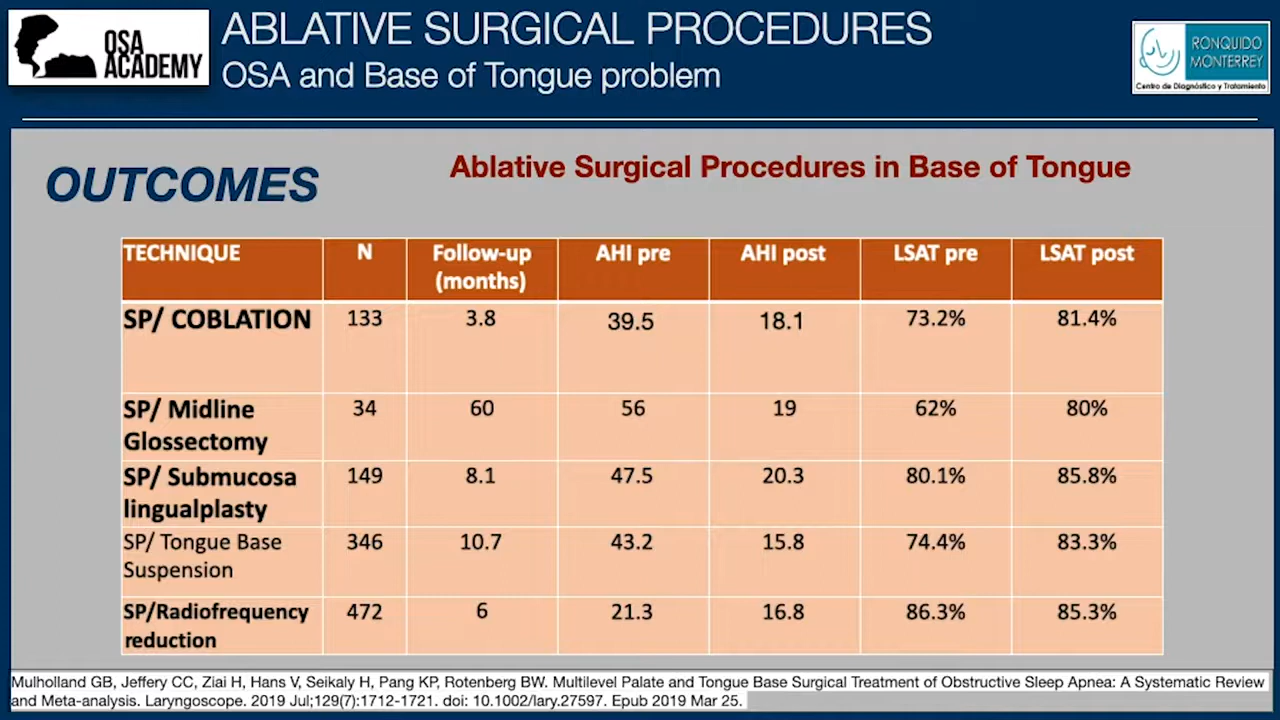 OSA
ACADEMY
ABLATIVE SURGICAL PROCEDURES
OSA and Base of Tongue problem
RONQUIDO
MONTERREY
Centro de Diagnóstico y Tratamiento
OUTCOMES
Ablative Surgical Procedures in Base of Tongue
TECHNIQUE N Follow-up (months) AHI pre AHI post LSAT pre LSAT post
SP/ COBLATION 133 3.8 39.5 18.1 73.2% 81.4%
SP/ Midline Glossectomy 34 60 56 19 62% 80%
SP/ Submucosa lingualplasty 149 8.1 47.5 20.3 80.1% 85.8%
SP/ Tongue Base Suspension 346 10.7 43.2 15.8 74.4% 83.3%
SP/Radiofrequency reduction 472 6 21.3 16.8 86.3% 85.3%
Mulholland GB, Jeffery CC, Ziai H, Hans V, Seikaly H, Pang KP, Rotenberg BW. Multilevel Palate and Tongue Base Surgical Treatment of Obstructive Sleep Apnea: A Systematic Review
and Meta-analysis. Laryngoscope. 2019 Jul;129(7):1712-1721. doi: 10.1002/lary.27597. Epub 2019 Mar 25.